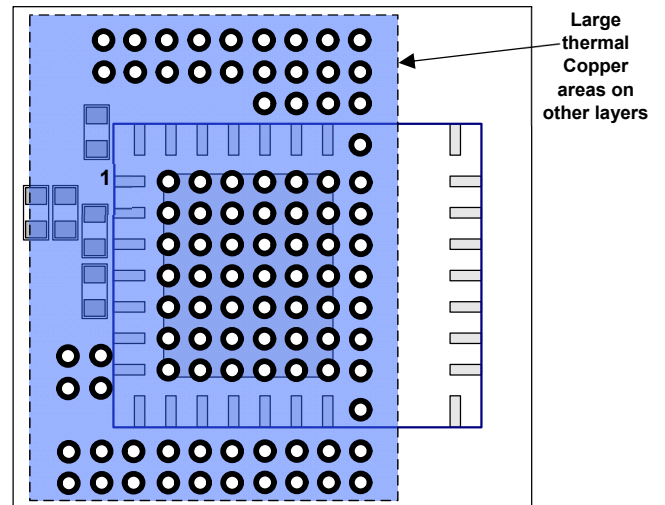 Large
thermal
Copper
areas on
other layers
1